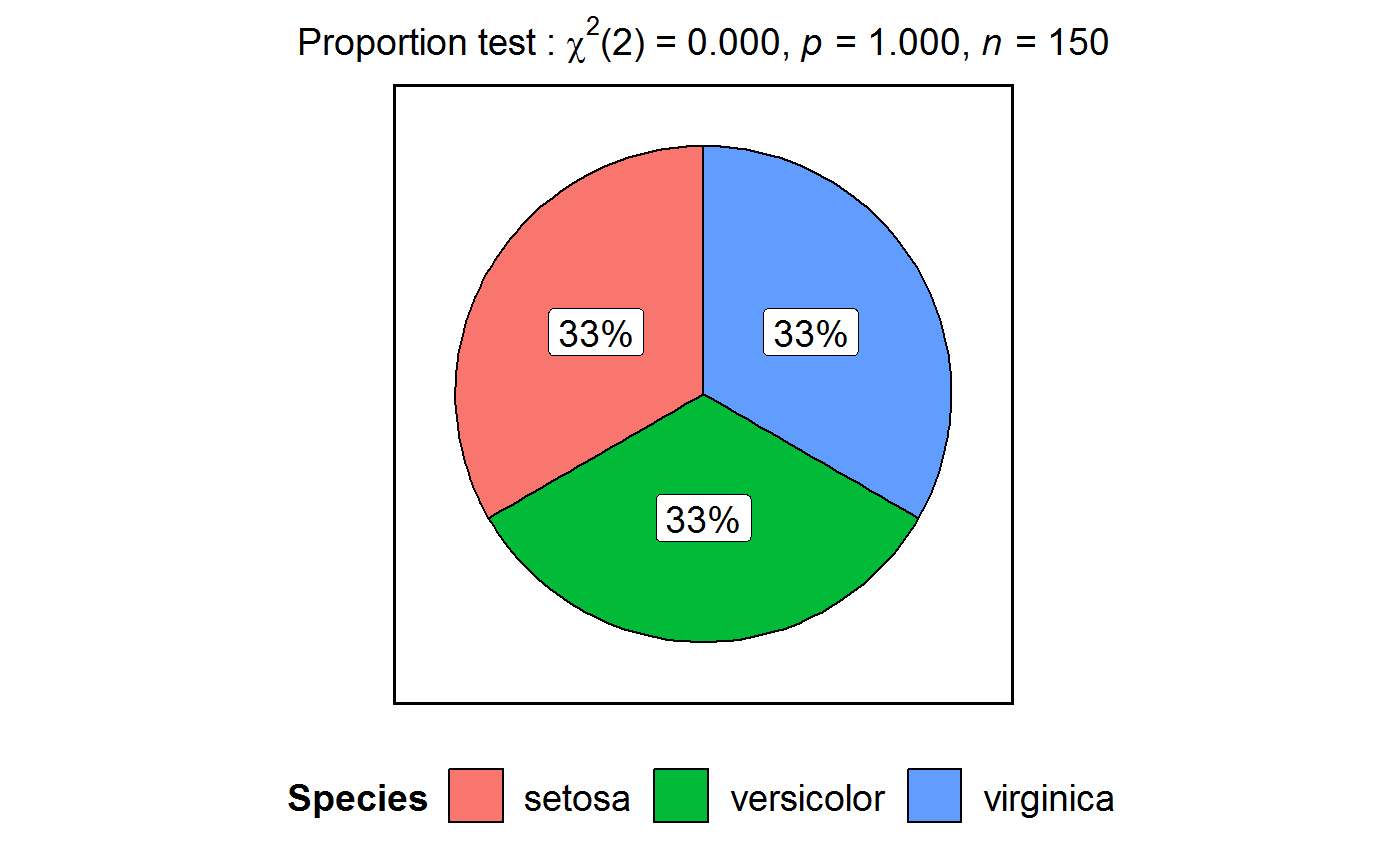 Proportion test : χ²(2) = 0.000, p = 1.000, n = 150
33% 33%
33%
Species setosa versicolor virginica